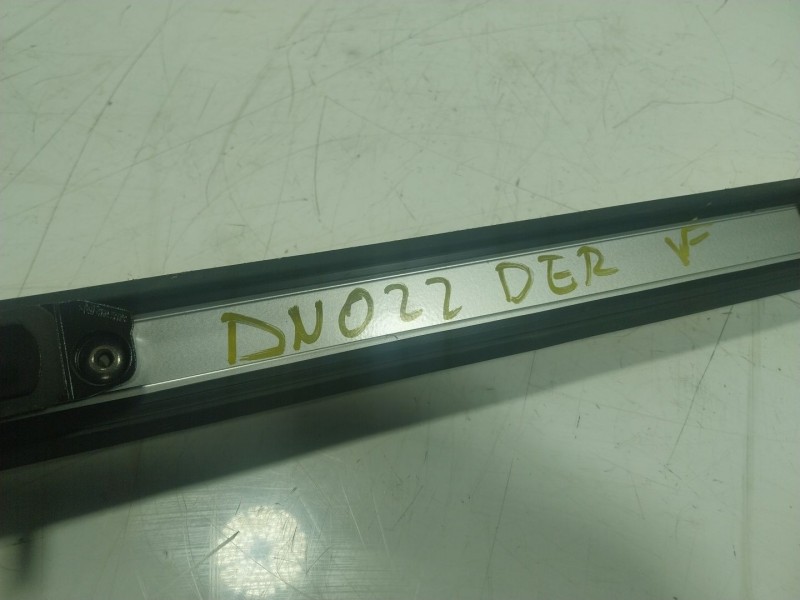 DN022 DER V